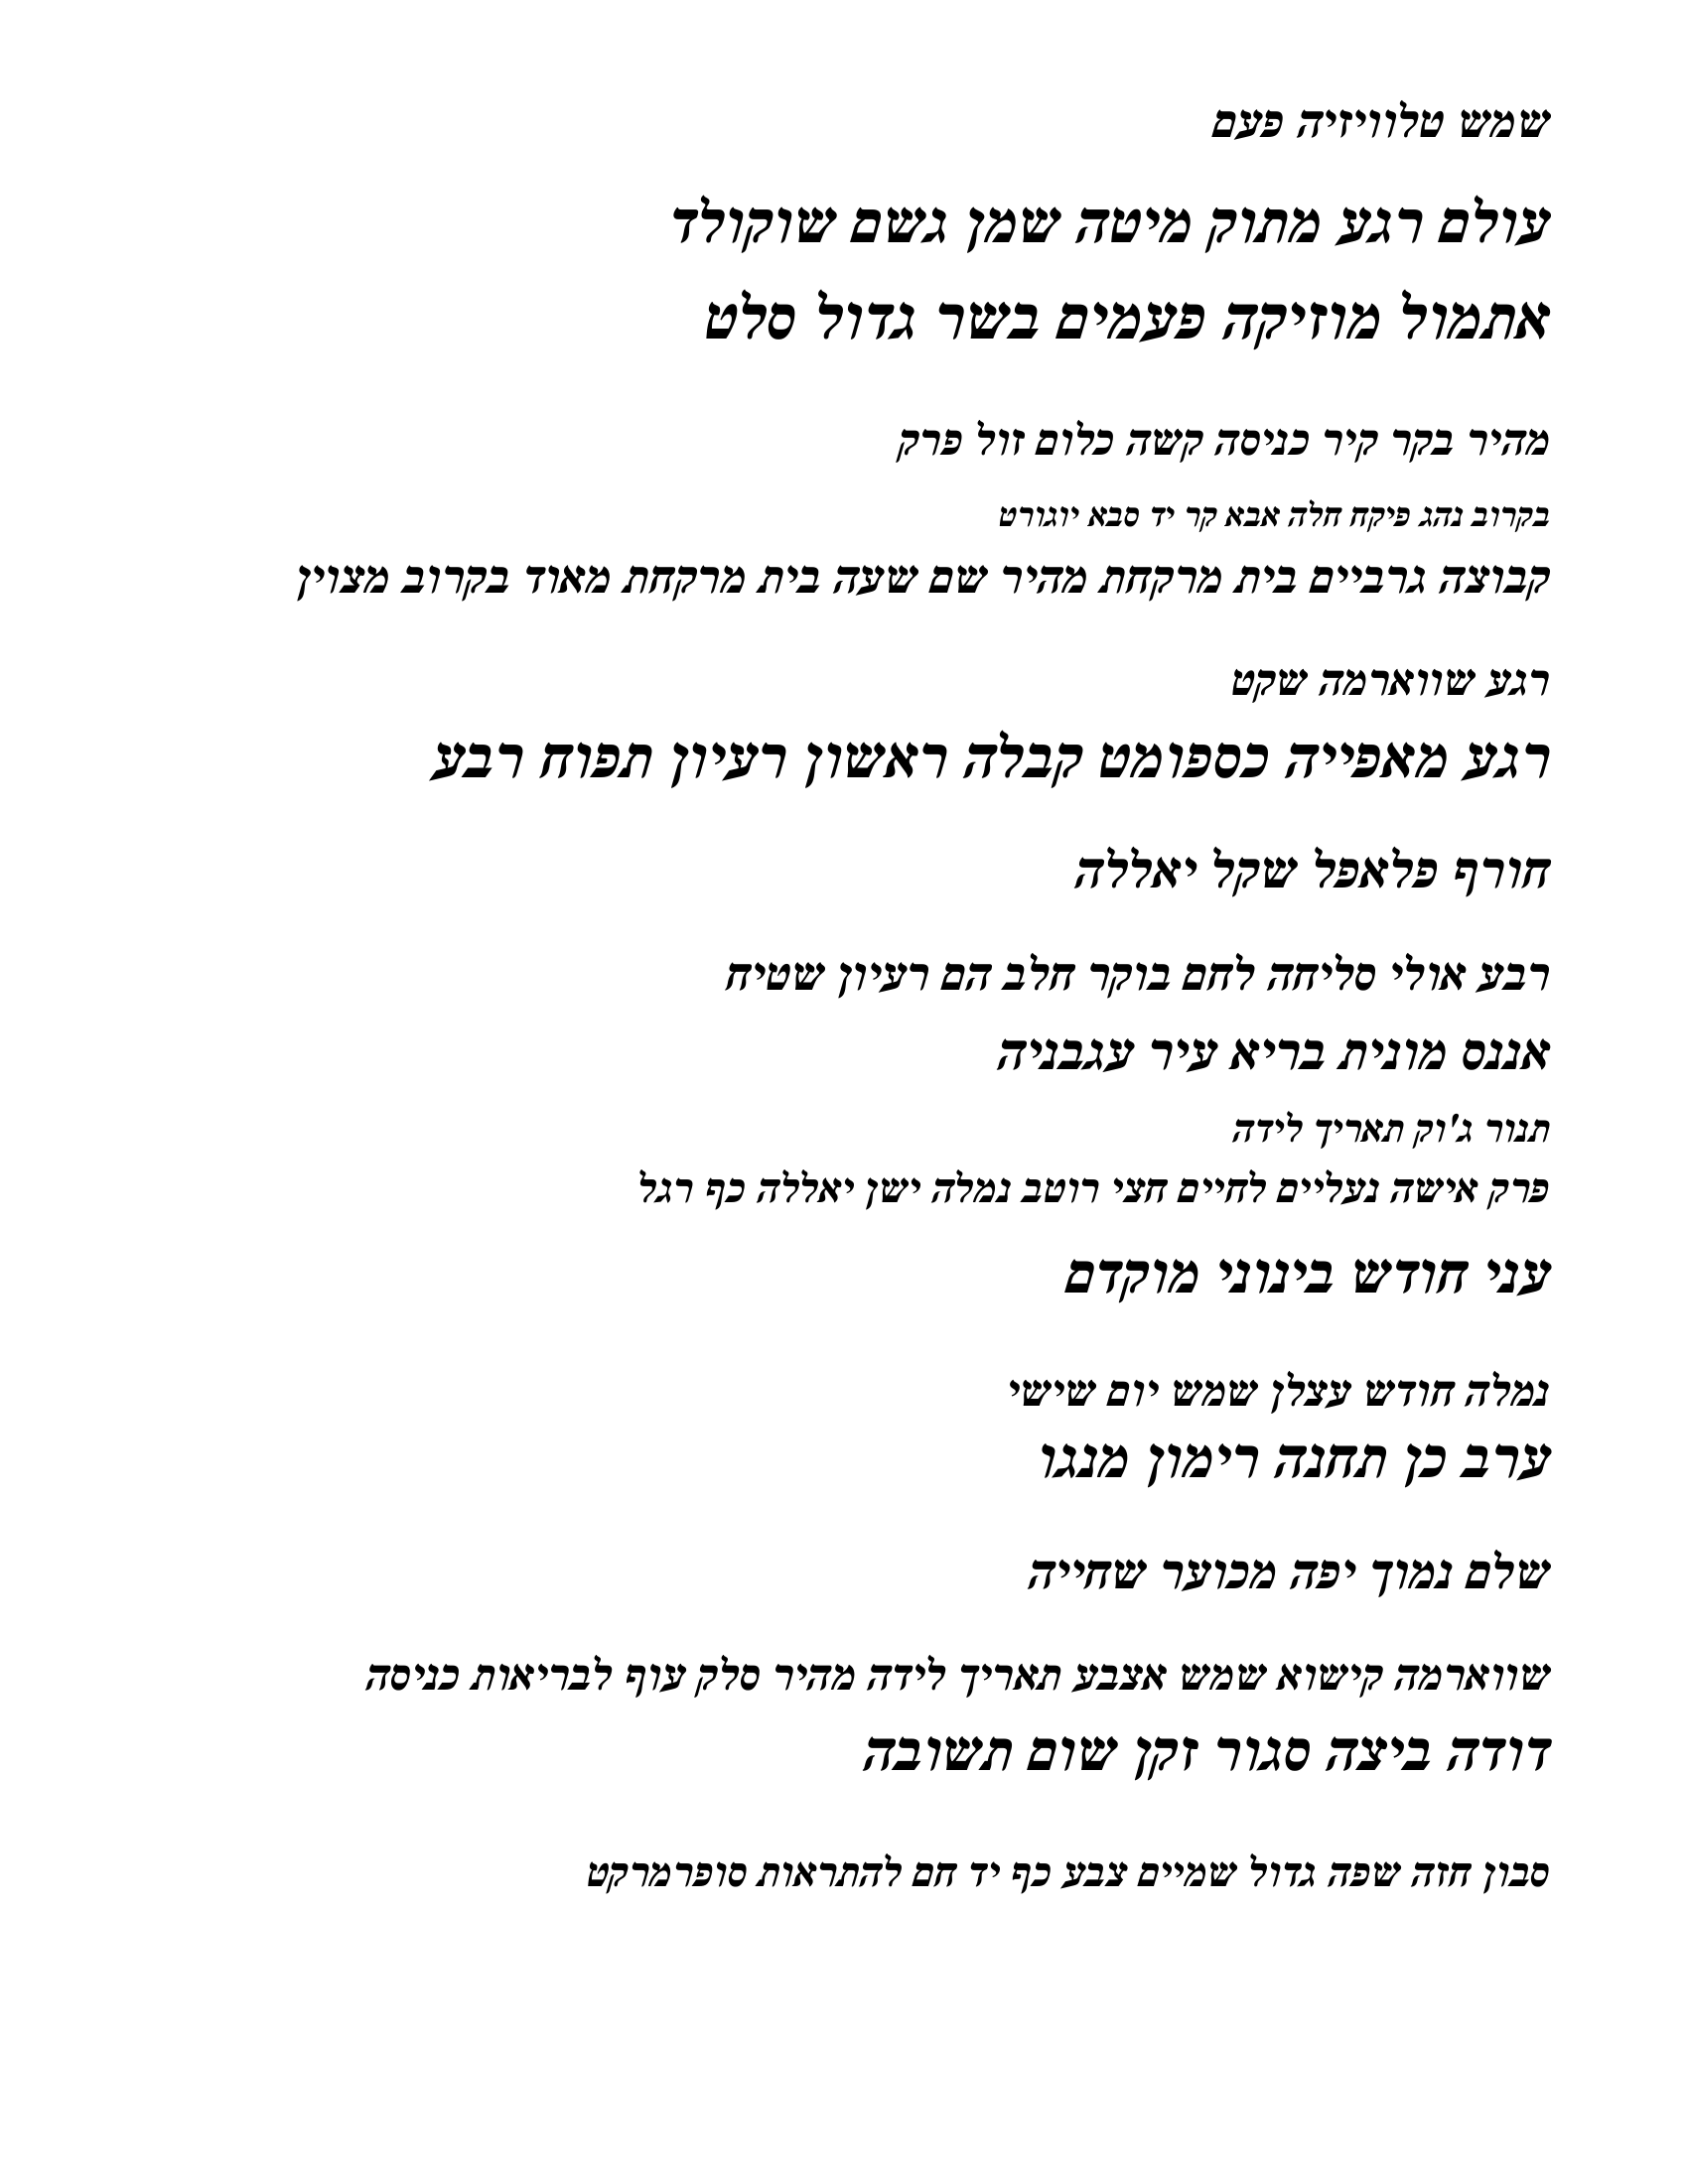 שמש טלוויזיה פעם
עולם רגע מתוק מיטה שמן גשם שוקולד
אתמול מוזיקה פעמים בשר גדול סלט
מהיר בקר קיר כניסה קשה כלום זול פרק
בקרוב נהג פיקח חלה אבא קר יד סבא יוגורט
קבוצה גרביים בית מרקחת מהיר שם שעה בית מרקחת מאוד בקרוב מצוין
רגע שווארמה שקט
רגע מאפייה כספומט קבלה ראשון רעיון תפוח רבע
חורף פלאפל שקל יאללה
רבע אולי סליחה לחם בוקר חלב הם רעיון שטיח
אננס מונית בריא עיר עגבניה
תנור ג'וק תאריך לידה
פרק אישה נעליים לחיים חצי רוטב נמלה ישן יאללה כף רגל
עני חודש בינוני מוקדם
נמלה חודש עצלן שמש יום שישי
ערב כן תחנה רימון מנגו
שלם נמוך יפה מכוער שחייה
שווארמה קישוא שמש אצבע תאריך לידה מהיר סלק עוף לבריאות כניסה
דודה ביצה סגור זקן שום תשובה
סבון חזה שפה גדול שמיים צבע כף יד חם להתראות סופרמרקט